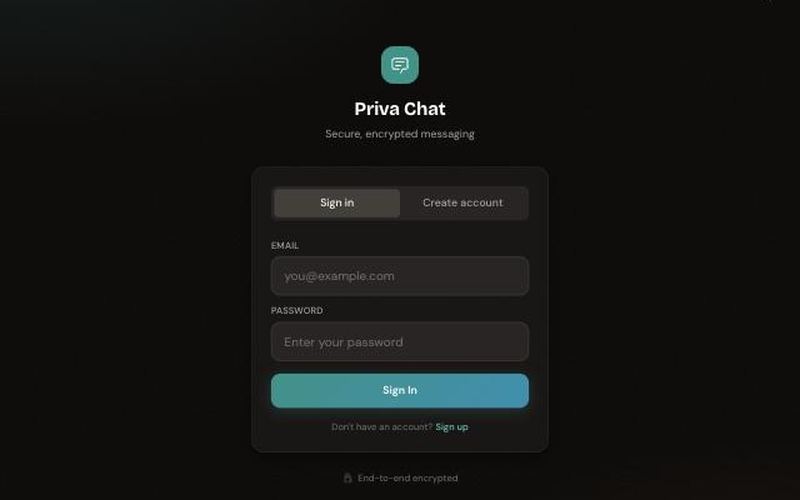 Priva Chat
Secure, encrypted messaging
Sign in
Create account
EMAIL
you@example.com
PASSWORD
Enter your password
Sign In
Don't have an account? Sign up
End-to-end encrypted